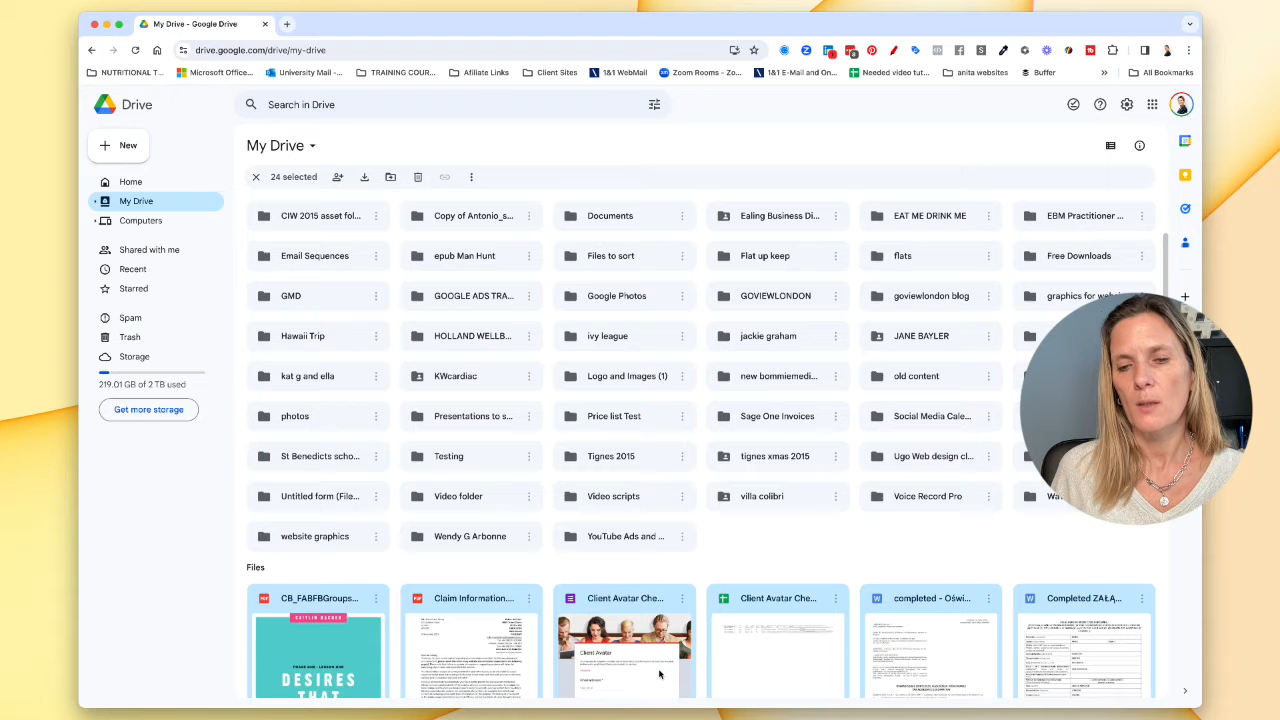 My Drive - Google Drive
drive.google.com/drive/my-drive
NUTRITIONAL T...
Microsoft Office...
University Mail -...
TRAINING COUR...
Afiliate Links
Client Sites
1&1 WebMail
Zoom Rooms - Zo...
1&1 E-Mail and On...
Needed video tut...
anita websites
Buffer
All Bookmarks
Drive
Search in Drive
New
My Drive
24 selected
Home
My Drive
Computers
Shared with me
Recent
Starred
Spam
Trash
Storage
219.01 GB of 2 TB used
Get more storage
CIW 2015 asset fol...
Copy of Antonio_s...
Documents
Ealing Business Di...
EAT ME DRINK ME
EBM Practitioner ...
Email Sequences
epub Man Hunt
Files to sort
Flat up keep
flats
Free Downloads
GMD
GOOGLE ADS TRA...
Google Photos
GOVIEWLONDON
goviewlondon blog
graphics for
Hawaii Trip
HOLLAND WELLB...
ivy league
jackie graham
JANE BAYLER
kat g and ella
KWcardiac
Logo and Images (1)
new bommiemedi...
old content
photos
Presentations to s...
Price list Test
Sage One Invoices
Social Media Cale...
St Benedicts scho...
Testing
Tignes 2015
tignes xmas 2015
Ugo Web design cl...
Untitled form (File...
Video folder
Video scripts
villa colibri
Voice Record Pro
website graphics
Wendy G Arbonne
YouTube Ads and ...
Files
CB_FABFBGroups...
Claim Information...
Client Avatar Che...
Client Avatar Che...
completed - Oświ...
Completed ZAŁĄ...
CAITLIN BACHER
DESIGNS
THAT
Client Avatar